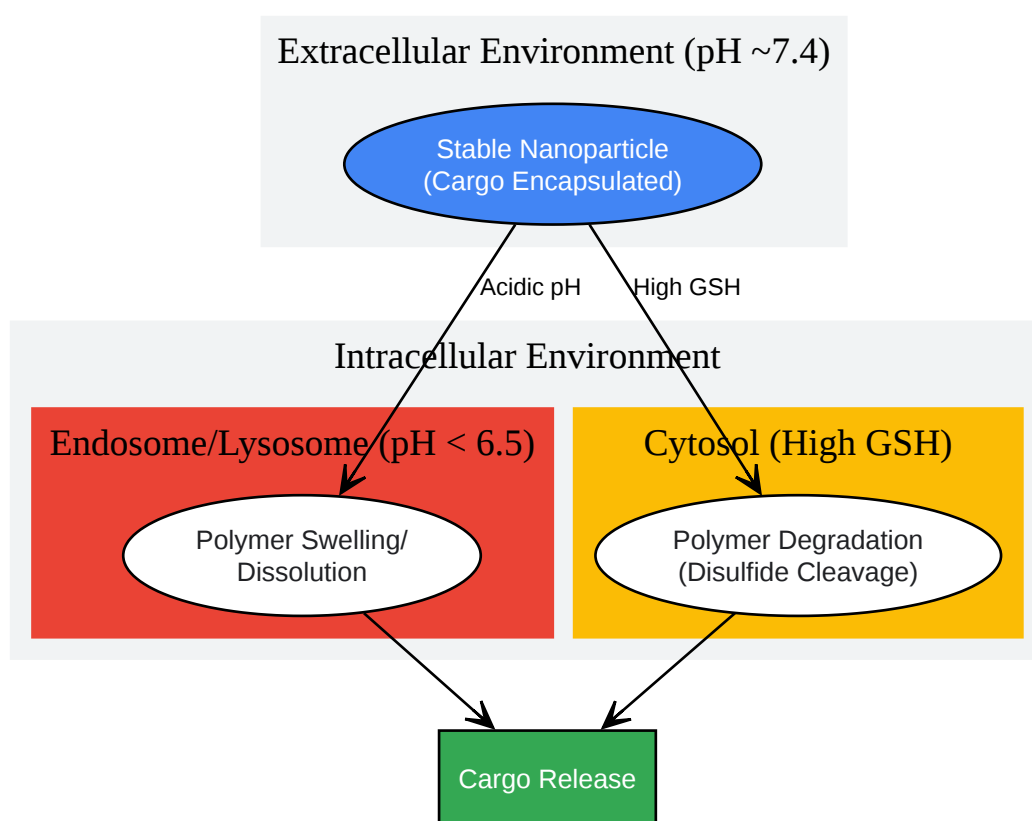 Extracellular Environment (pH ~7.4)
Stable Nanoparticle
(Cargo Encapsulated)
Acidic pH
High GSH
Intracellular Environment
Endosome/Lysosome (pH < 6.5)
Cytosol (High GSH)
Polymer Swelling/
Dissolution
Polymer Degradation
(Disulfide Cleavage)
Cargo Release